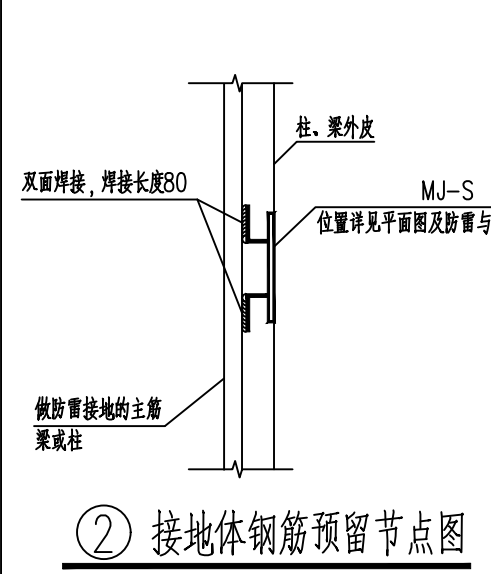 柱、梁外皮
双面焊接，焊接长度80
MJ-S
位置详见平面图及防雷与
做防雷接地的主筋
梁或柱
② 接地体钢筋预留节点图